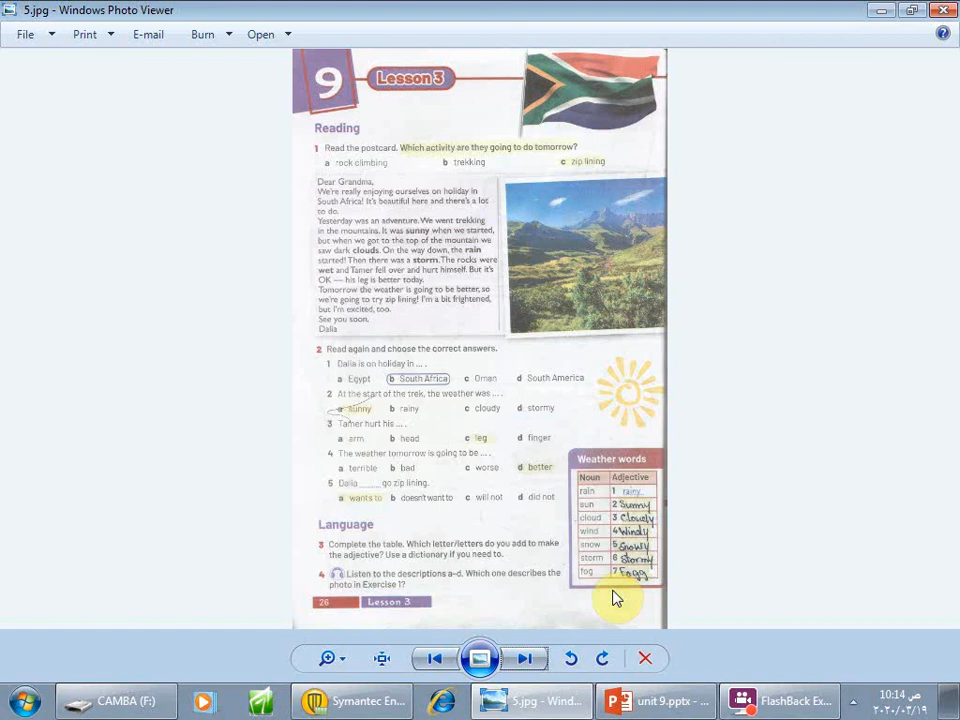 5.jpg - Windows Photo Viewer
File Print E-mail Burn Open
9 Lesson 3
Reading
1 Read the postcard. Which activity are they going to do tomorrow?
a rock climbing b trekking c zip lining
Dear Grandma,
We're really enjoying ourselves on holiday in
South Africa! It's beautiful here and there's a lot
to do.
Yesterday was an adventure. We went trekking
in the mountains. It was sunny when we started,
but when we got to the top of the mountain we
saw dark clouds. On the way down, the rain
started! Then there was a storm. The rocks were
wet and Tamer fell over and hurt himself. But it's
OK — his leg is better today.
Tomorrow the weather is going to be better, so
we're going to try zip lining! I'm a bit frightened,
but I'm excited, too.
See you soon.
Dalia
2 Read again and choose the correct answers.
1 Dalia is on holiday in ... .
a Egypt b South Africa c Oman d South America
2 At the start of the trek, the weather was ... .
a sunny b rainy c cloudy d stormy
3 Tamer hurt his ... .
a arm b head c leg d finger
4 The weather tomorrow is going to be ... .
a terrible b bad c worse d better
5 Dalia ____ go zip lining.
a wants to b doesn't want to c will not d did not
Weather words
Noun Adjective
rain 1 rainy
sun 2 Sunny
cloud 3 Cloudy
wind 4 Windy
snow 5 Snowy
storm 6 Stormy
fog 7 Fogg
Language
3 Complete the table. Which letter/letters do you add to make
the adjective? Use a dictionary if you need to.
4 Listen to the descriptions a-d. Which one describes the
photo in Exercise 1?
26 Lesson 3
CAMBA (F:) Symantec En... 5.jpg - Wind... unit 9.pptx - ... FlashBack Ex... 10:14 ص
٢٠٢٠/٠٣/١٩